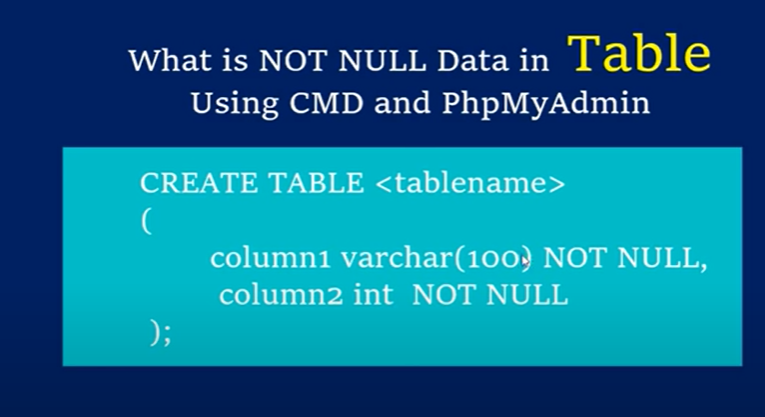 What is NOT NULL Data in Table
Using CMD and PhpMyAdmin
CREATE TABLE <tablename>
(
column1 varchar(100) NOT NULL,
column2 int NOT NULL
);